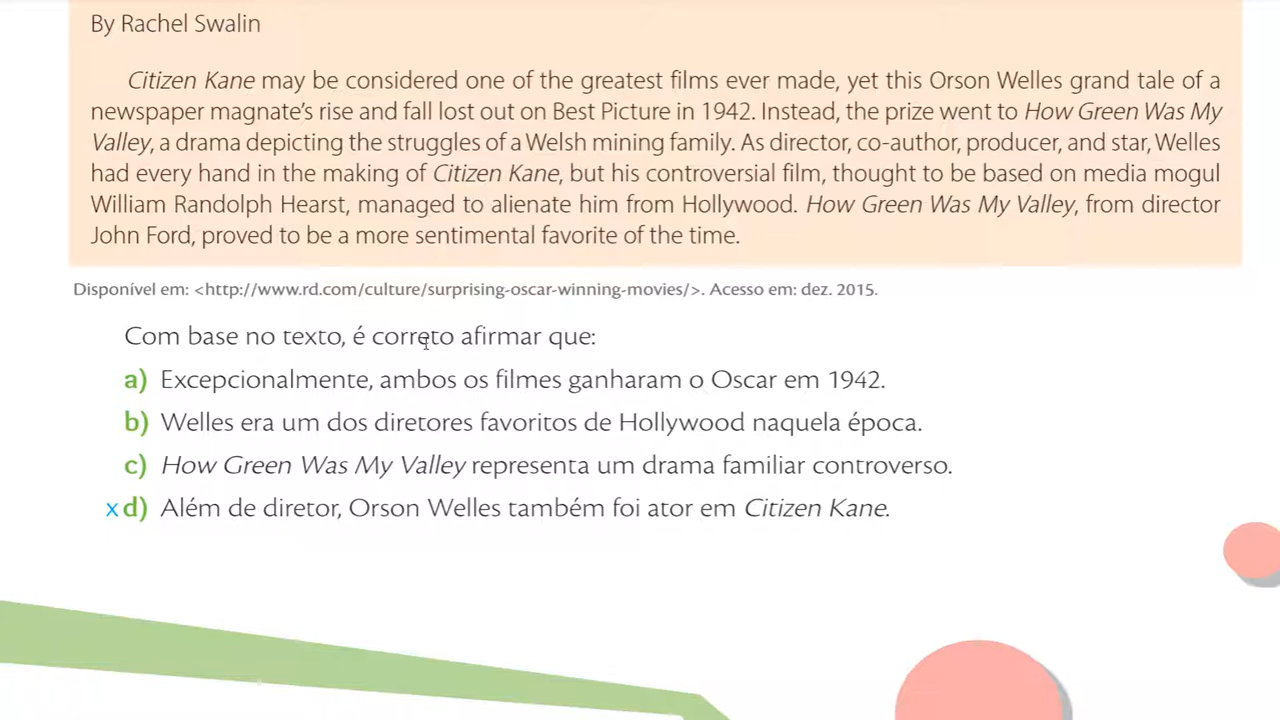 By Rachel Swalin
Citizen Kane may be considered one of the greatest films ever made, yet this Orson Welles grand tale of a
newspaper magnate's rise and fall lost out on Best Picture in 1942. Instead, the prize went to How Green Was My
Valley, a drama depicting the struggles of a Welsh mining family. As director, co-author, producer, and star, Welles
had every hand in the making of Citizen Kane, but his controversial film, thought to be based on media mogul
William Randolph Hearst, managed to alienate him from Hollywood. How Green Was My Valley, from director
John Ford, proved to be a more sentimental favorite of the time.
Disponível em: <http://www.rd.com/culture/surprising-oscar-winning-movies/>. Acesso em: dez. 2015.
Com base no texto, é correto afirmar que:
a) Excepcionalmente, ambos os filmes ganharam o Oscar em 1942.
b) Welles era um dos diretores favoritos de Hollywood naquela época.
c) How Green Was My Valley representa um drama familiar controverso.
x d) Além de diretor, Orson Welles também foi ator em Citizen Kane.